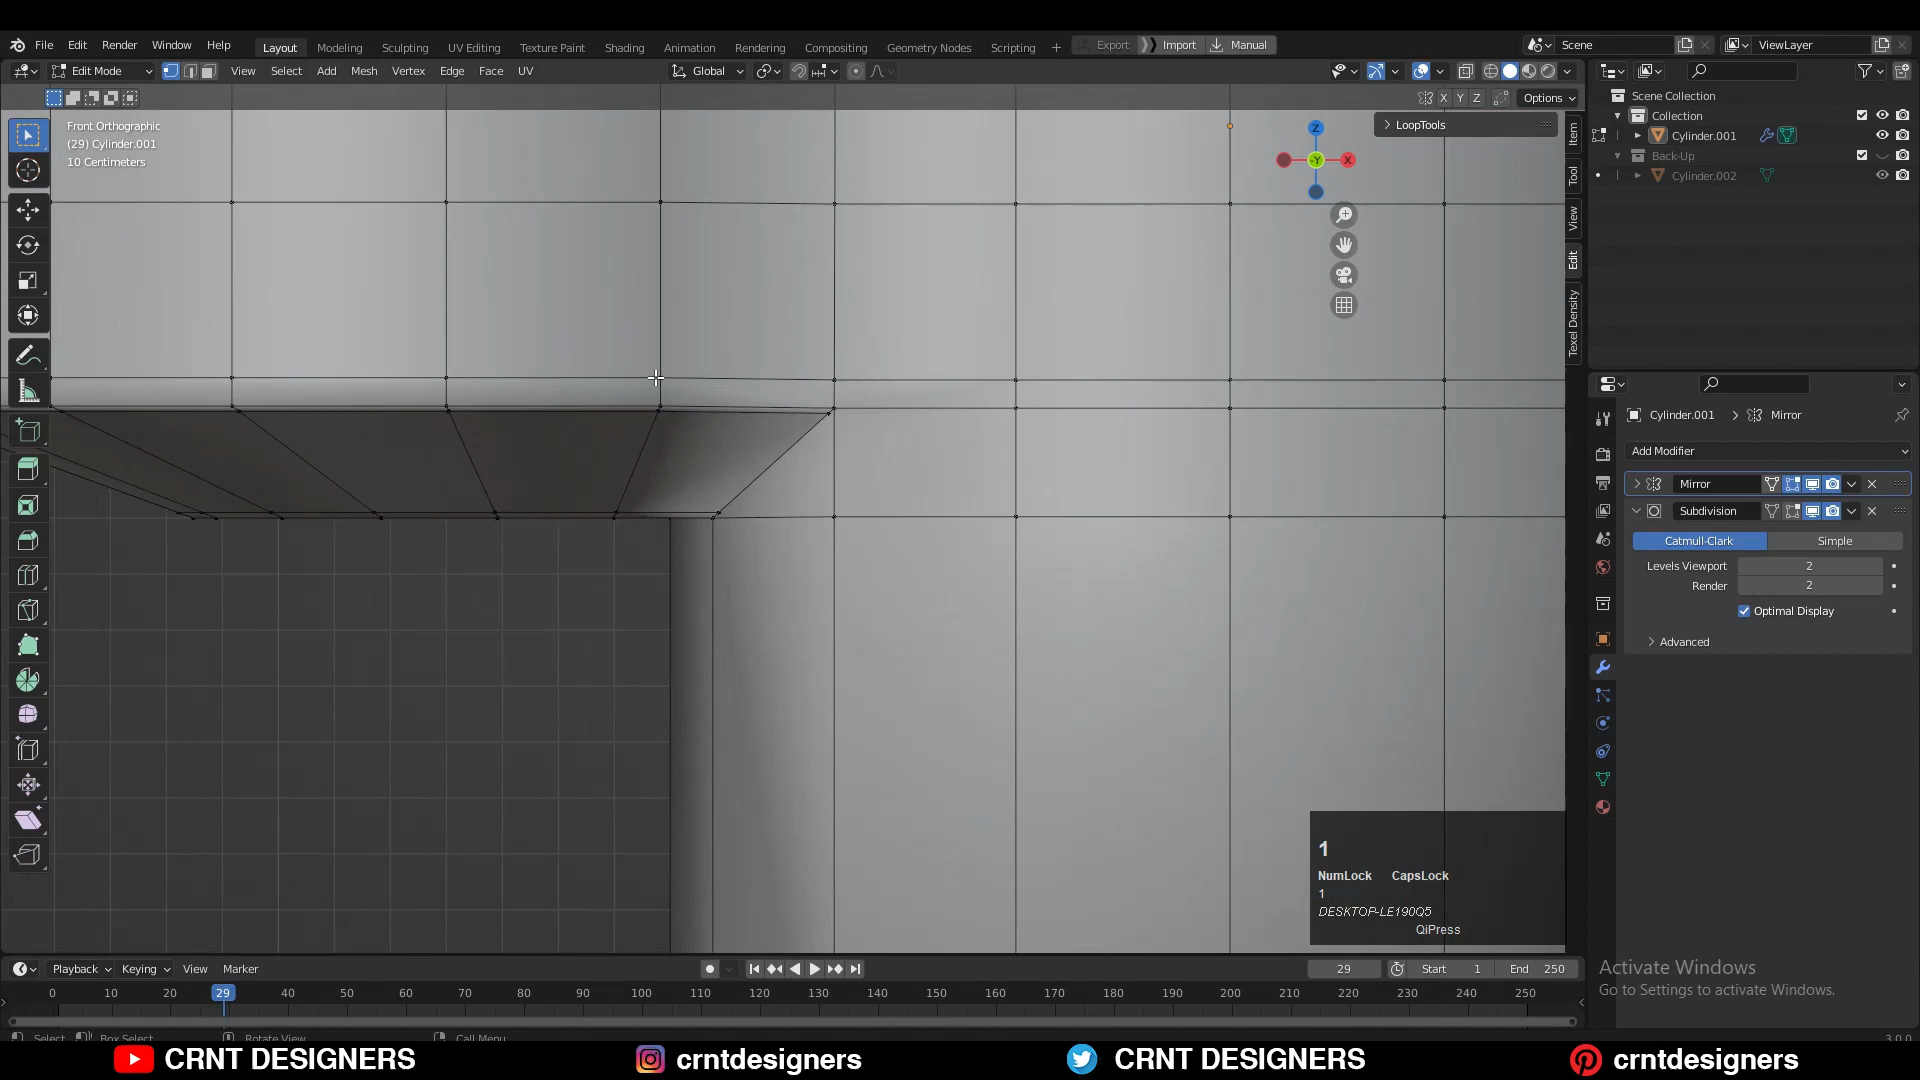 File Edit Render Window Help Layout Modeling Sculpting UV Editing Texture Paint Shading Animation Rendering Compositing Geometry Nodes Scripting + Export Import Manual Scene ViewLayer
Edit Mode View Select Add Mesh Vertex Edge Face UV Global
X Y Z Options
Front Orthographic
(29) Cylinder.001
10 Centimeters
LoopTools
Z
-Y
X
Item
Tool
View
Edit
Texel Density
Scene Collection
Collection
Cylinder.001
Back-Up
Cylinder.002
Cylinder.001 > Mirror
Add Modifier
Mirror
Subdivision
Catmull-Clark Simple
Levels Viewport 2
Render 2
Optimal Display
Advanced
1
NumLock CapsLock
1
DESKTOP-LE190Q5
QiPress
Activate Windows
Go to Settings to activate Windows.
Playback Keying View Marker 29 Start 1 End 250
0 10 20 29 40 50 60 70 80 90 100 110 120 130 140 150 160 170 180 190 200 210 220 230 240 250
Select Box Select Rotate View Call Menu 3.0.0
CRNT DESIGNERS crntdesigners CRNT DESIGNERS crntdesigners